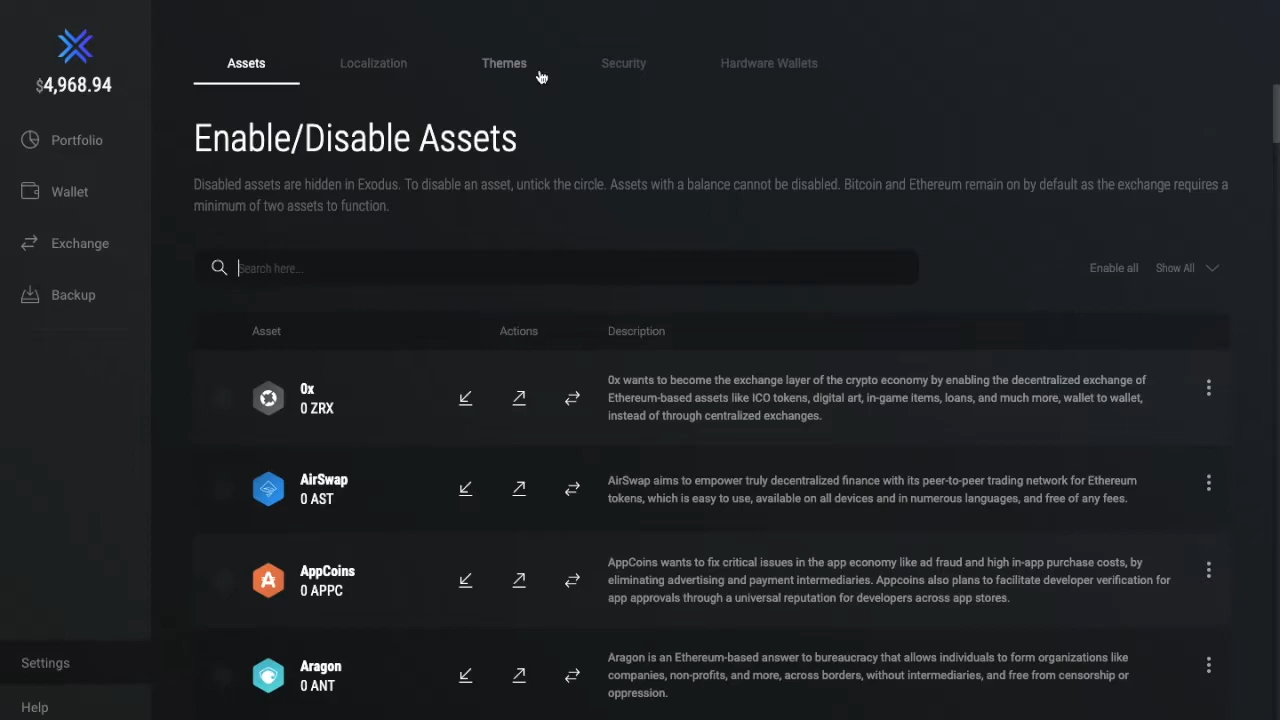 $4,968.94
Portfolio
Wallet
Exchange
Backup
Settings
Help
Assets Localization Themes Security Hardware Wallets
Enable/Disable Assets
Disabled assets are hidden in Exodus. To disable an asset, untick the circle. Assets with a balance cannot be disabled. Bitcoin and Ethereum remain on by default as the exchange requires a
minimum of two assets to function.
Search here...
Enable all Show All
Asset Actions Description
0x
0 ZRX
0x wants to become the exchange layer of the crypto economy by enabling the decentralized exchange of
Ethereum-based assets like ICO tokens, digital art, in-game items, loans, and much more, wallet to wallet,
instead of through centralized exchanges.
AirSwap
0 AST
AirSwap aims to empower truly decentralized finance with its peer-to-peer trading network for Ethereum
tokens, which is easy to use, available on all devices and in numerous languages, and free of any fees.
AppCoins
0 APPC
AppCoins wants to fix critical issues in the app economy like ad fraud and high in-app purchase costs, by
eliminating advertising and payment intermediaries. Appcoins also plans to facilitate developer verification for
app approvals through a universal reputation for developers across app stores.
Aragon
0 ANT
Aragon is an Ethereum-based answer to bureaucracy that allows individuals to form organizations like
companies, non-profits, and more, across borders, without intermediaries, and free from censorship or
oppression.